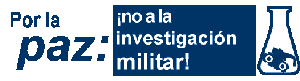 Por la
paz:
¡no a la
investigación
militar!